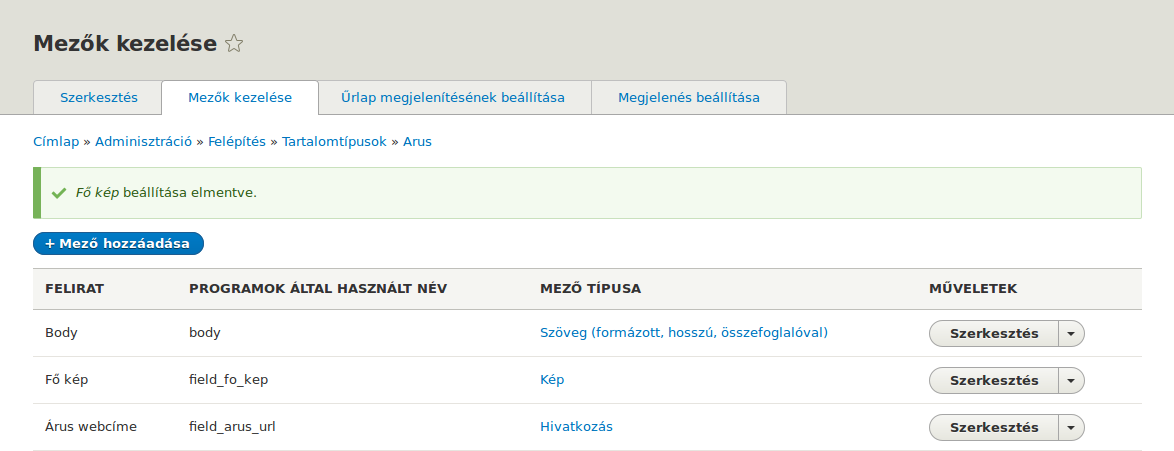 Mezők kezelése
Szerkesztés Mezők kezelése Űrlap megjelenítésének beállítása Megjelenés beállítása
Címlap » Adminisztráció » Felépítés » Tartalomtípusok » Arus
Fő kép beállítása elmentve.
+ Mező hozzáadása
FELIRAT PROGRAMOK ÁLTAL HASZNÁLT NÉV MEZŐ TÍPUSA MŰVELETEK
Body body Szöveg (formázott, hosszú, összefoglalóval) Szerkesztés
Fő kép field_fo_kep Kép Szerkesztés
Árus webcíme field_arus_url Hivatkozás Szerkesztés